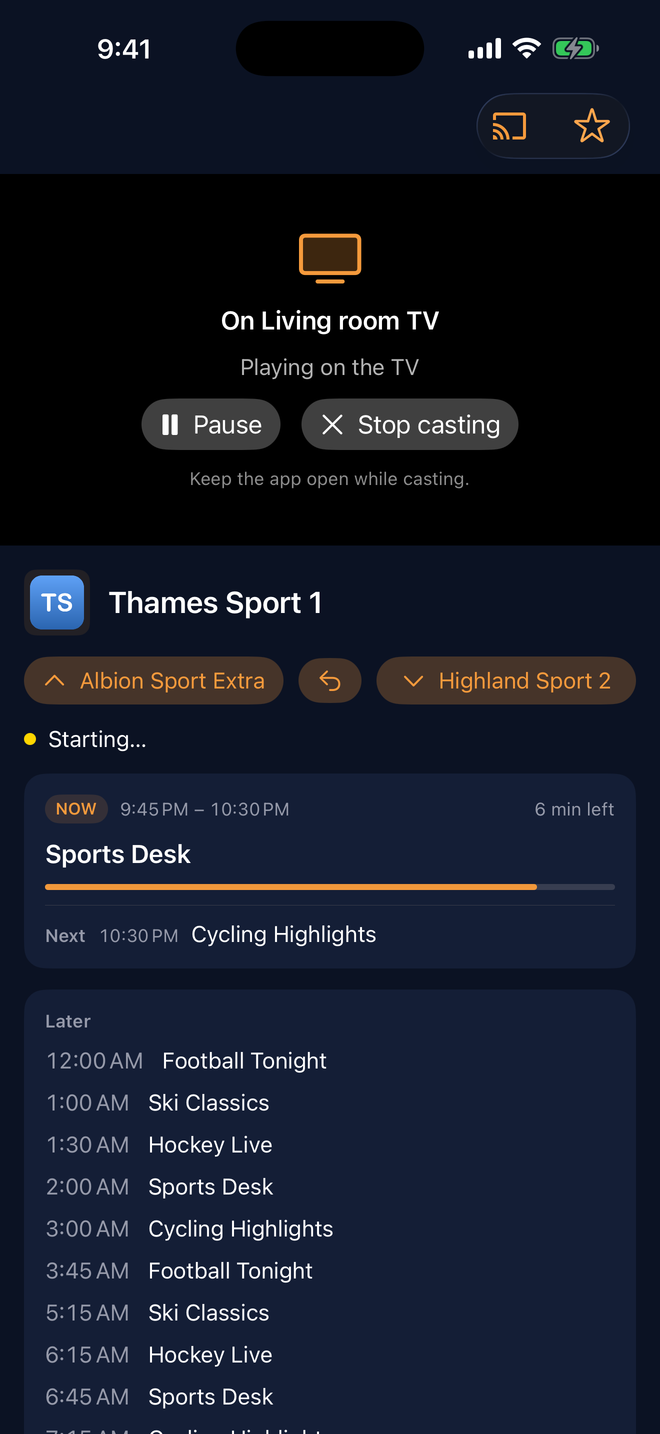 9:41
On Living room TV
Playing on the TV
Pause
Stop casting
Keep the app open while casting.
TS
Thames Sport 1
Albion Sport Extra
Highland Sport 2
Starting…
NOW 9:45 PM – 10:30 PM 6 min left
Sports Desk
Next 10:30 PM Cycling Highlights
Later
12:00 AM Football Tonight
1:00 AM Ski Classics
1:30 AM Hockey Live
2:00 AM Sports Desk
3:00 AM Cycling Highlights
3:45 AM Football Tonight
5:15 AM Ski Classics
6:15 AM Hockey Live
6:45 AM Sports Desk